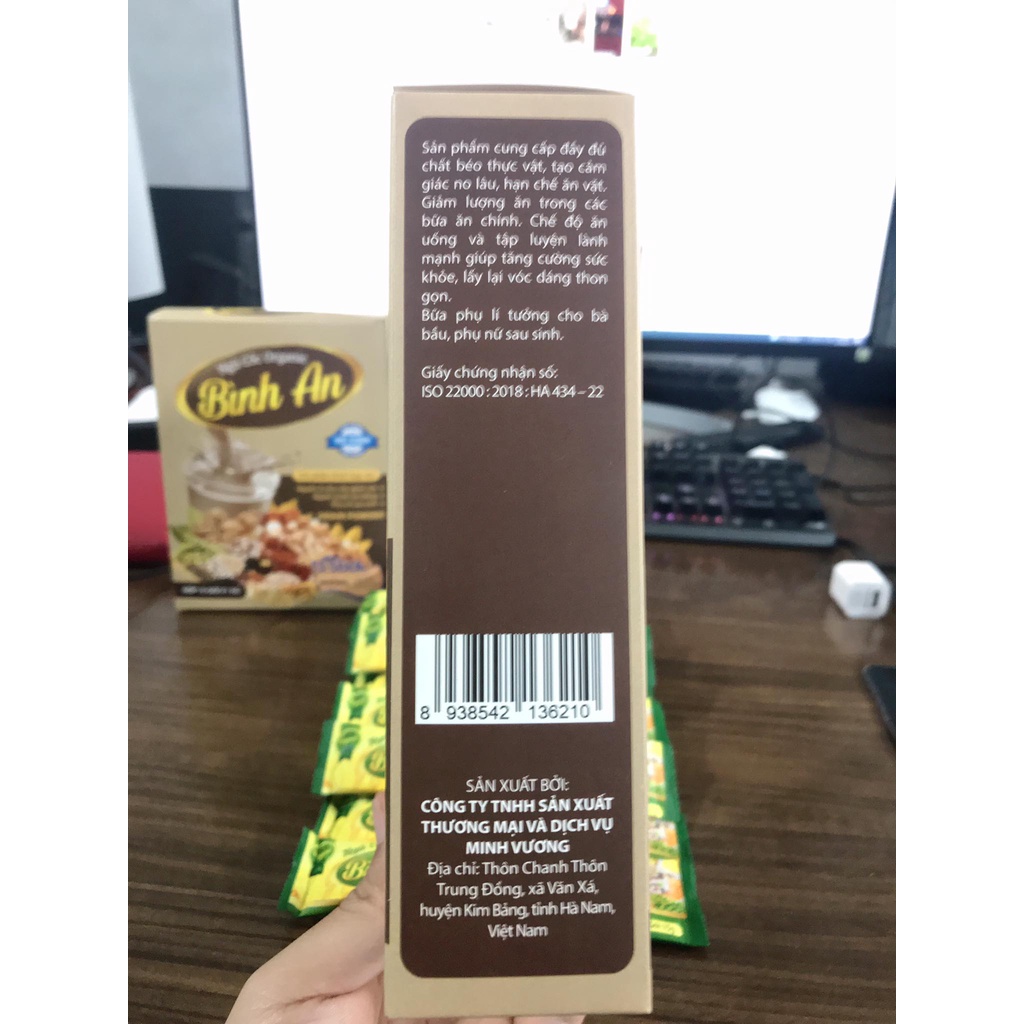 Sản phẩm cung cấp đầy đủ
chất béo thực vật, tạo cảm
giác no lâu, hạn chế ăn vặt.
Giảm lượng ăn trong các
bữa ăn chính. Chế độ ăn
uống và tập luyện lành
mạnh giúp tăng cường sức
khỏe, lấy lại vóc dáng thon
gọn.
Bữa phụ lí tưởng cho bà
bầu, phụ nữ sau sinh.
Giấy chứng nhận số:
ISO 22000 : 2018 : HA 434 – 22
8 938542 136210
SẢN XUẤT BỞI:
CÔNG TY TNHH SẢN XUẤT
THƯƠNG MẠI VÀ DỊCH VỤ
MINH VƯƠNG
Địa chỉ: Thôn Chanh Thôn
Trung Đồng, xã Văn Xá,
huyện Kim Bảng, tỉnh Hà Nam,
Việt Nam
Ngũ Cốc Organic
Bình An